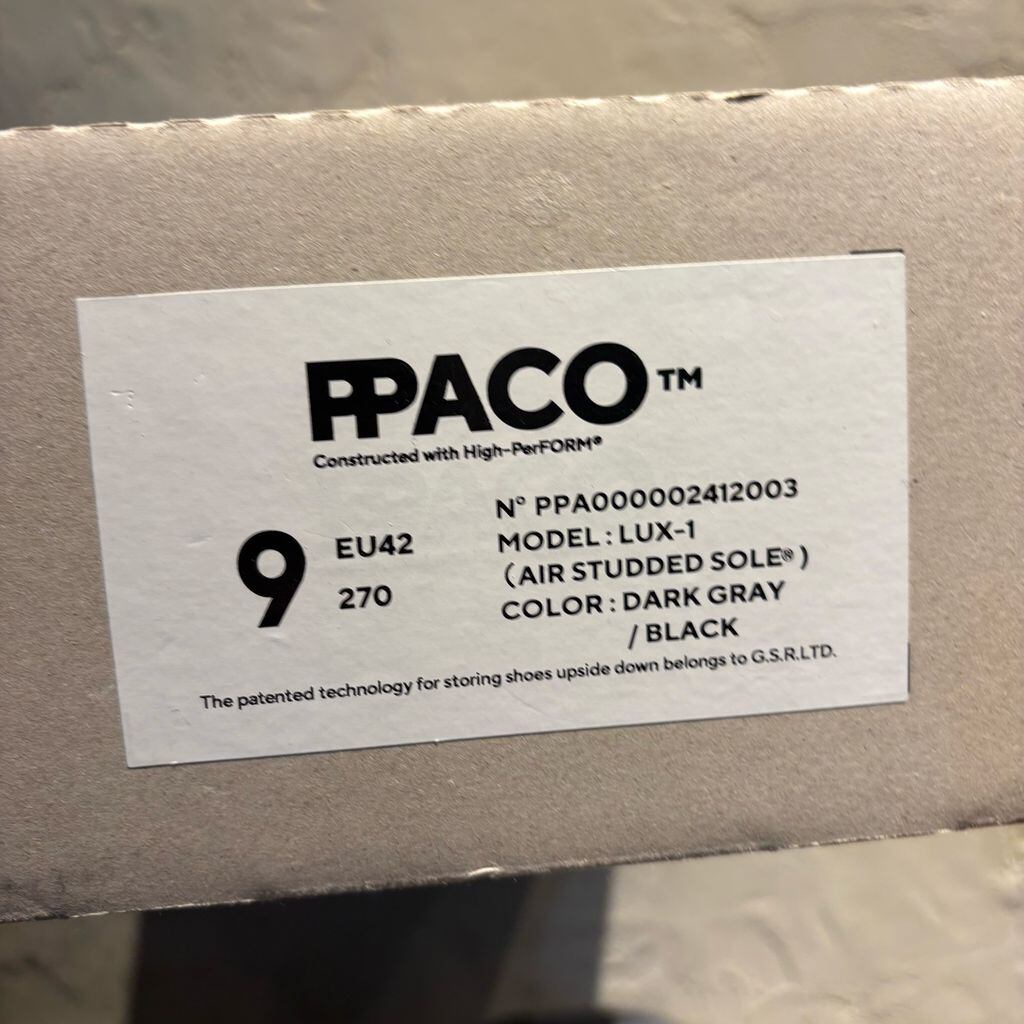 PPACO™
Constructed with High-PerFORM®
9
EU42
270
N° PPA000002412003
MODEL : LUX-1
(AIR STUDDED SOLE®)
COLOR : DARK GRAY
/ BLACK
The patented technology for storing shoes upside down belongs to G.S.R.LTD.